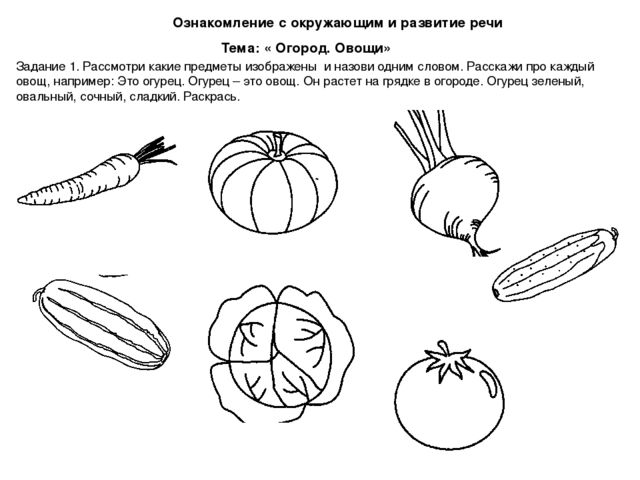 Ознакомление с окружающим и развитие речи
Тема: « Огород. Овощи»
Задание 1. Рассмотри какие предметы изображены  и назови одним словом. Расскажи про каждый
овощ, например: Это огурец. Огурец – это овощ. Он растет на грядке в огороде. Огурец зеленый,
овальный, сочный, сладкий. Раскрась.